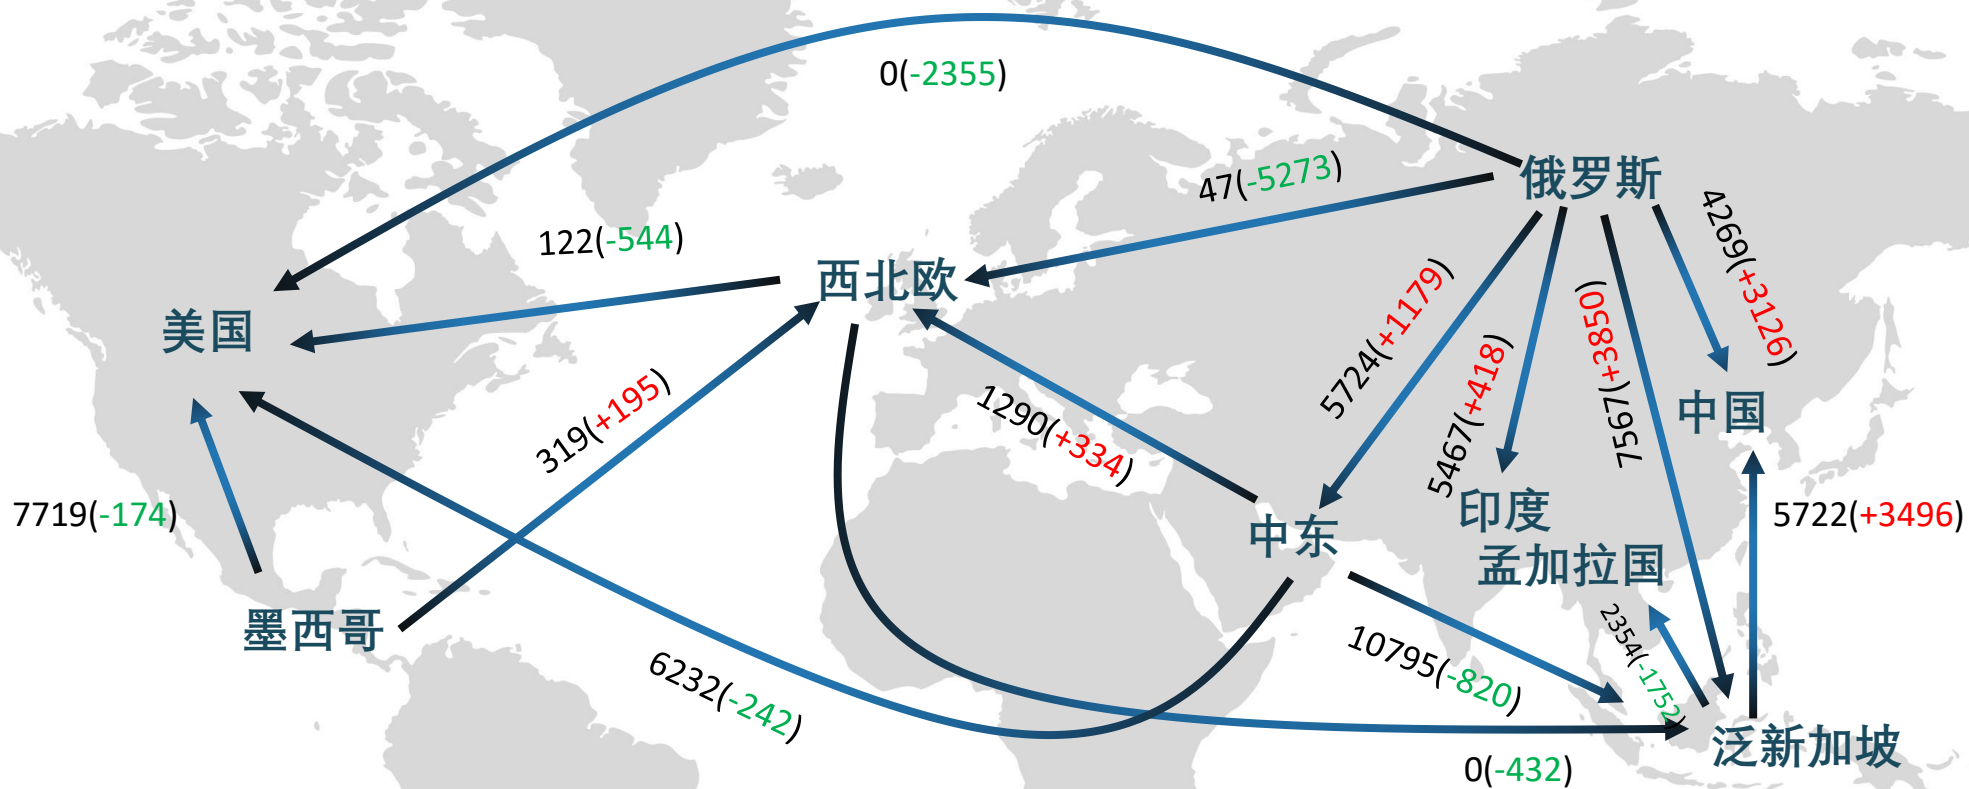 0(-2355)
俄罗斯
47(-5273)
4269(+3126)
122(-544)
西北欧
美国
5724(+1179)
7567(+3850)
5467(+418)
319(+195)
1290(+334)
中国
7719(-174)
中东
印度
孟加拉国
5722(+3496)
墨西哥
6232(-242)
10795(-820)
2354(-1752)
泛新加坡
0(-432)